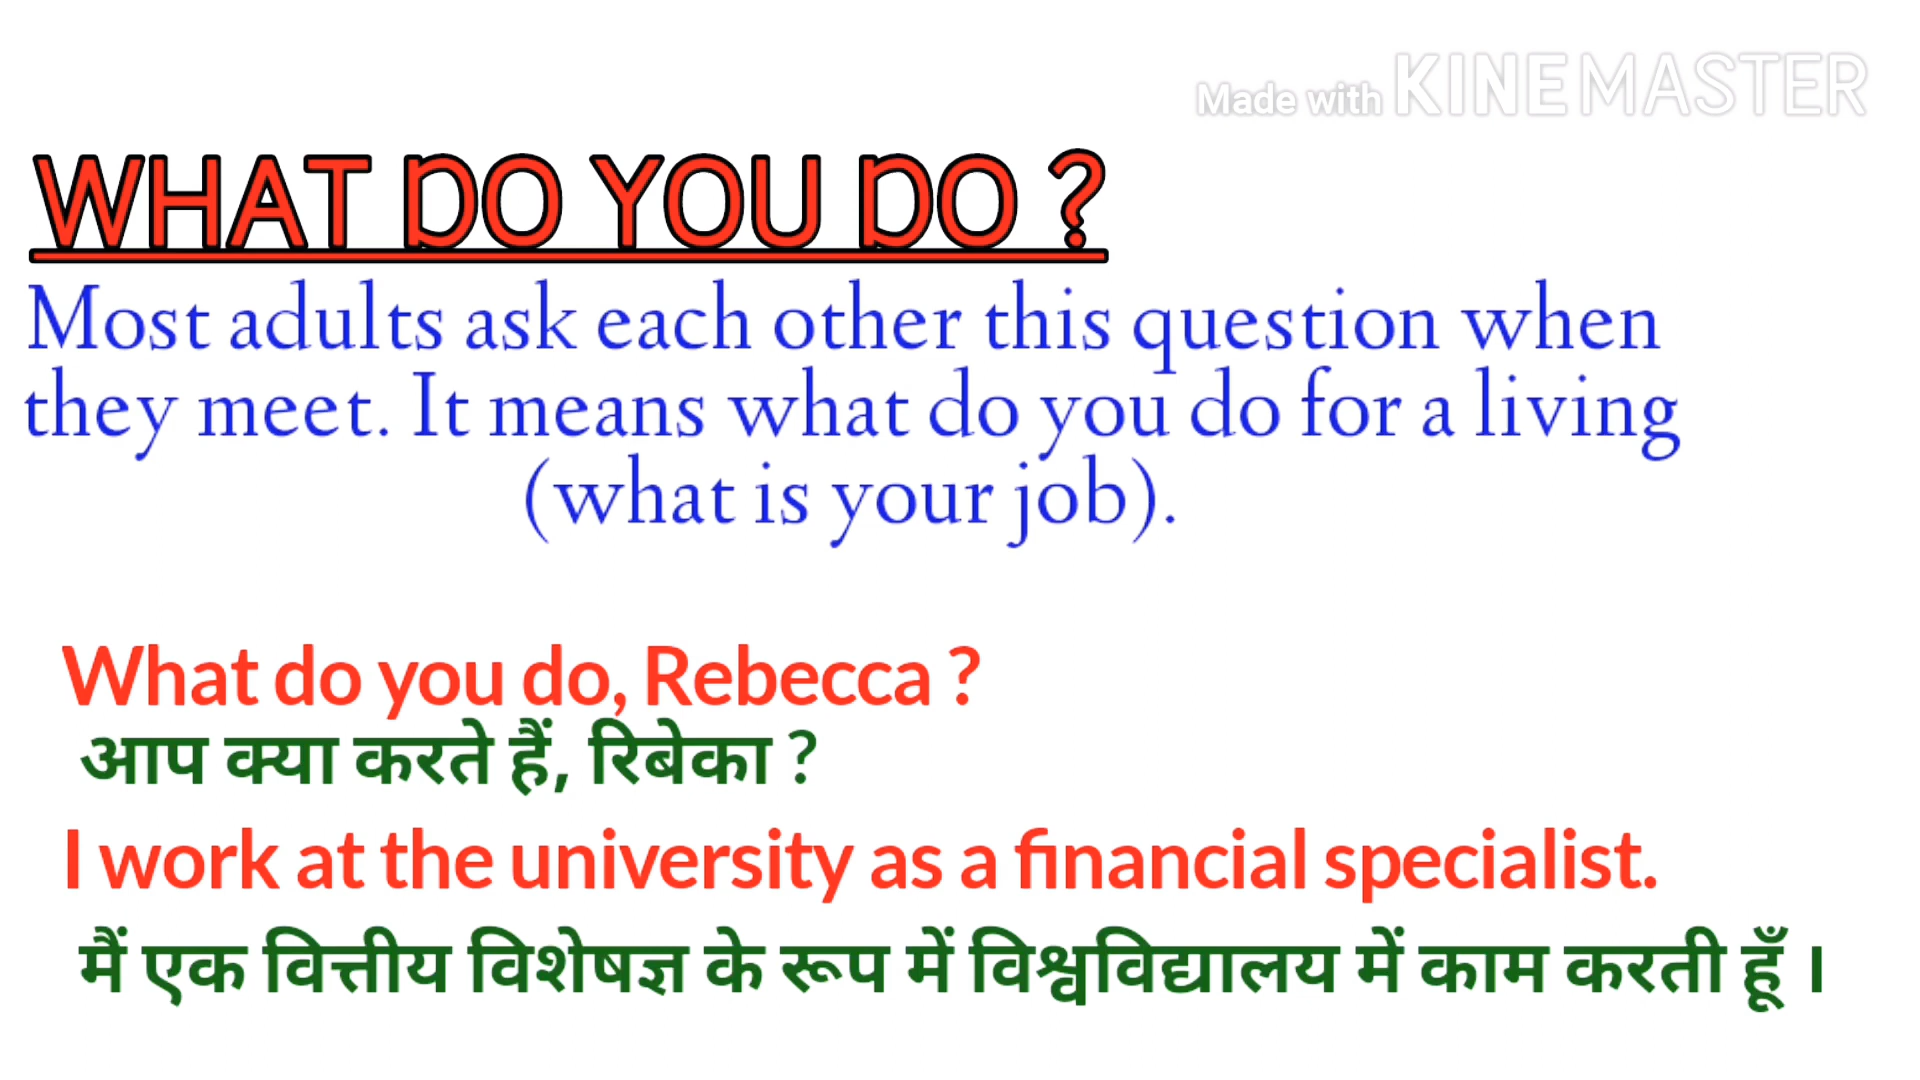 Made with KINEMASTER
WHAT DO YOU DO ?
Most adults ask each other this question when
they meet. It means what do you do for a living
(what is your job).
What do you do, Rebecca ?
आप क्या करते हैं, रिबेका ?
I work at the university as a financial specialist.
मैं एक वित्तीय विशेषज्ञ के रूप में विश्वविद्यालय में काम करती हूँ ।